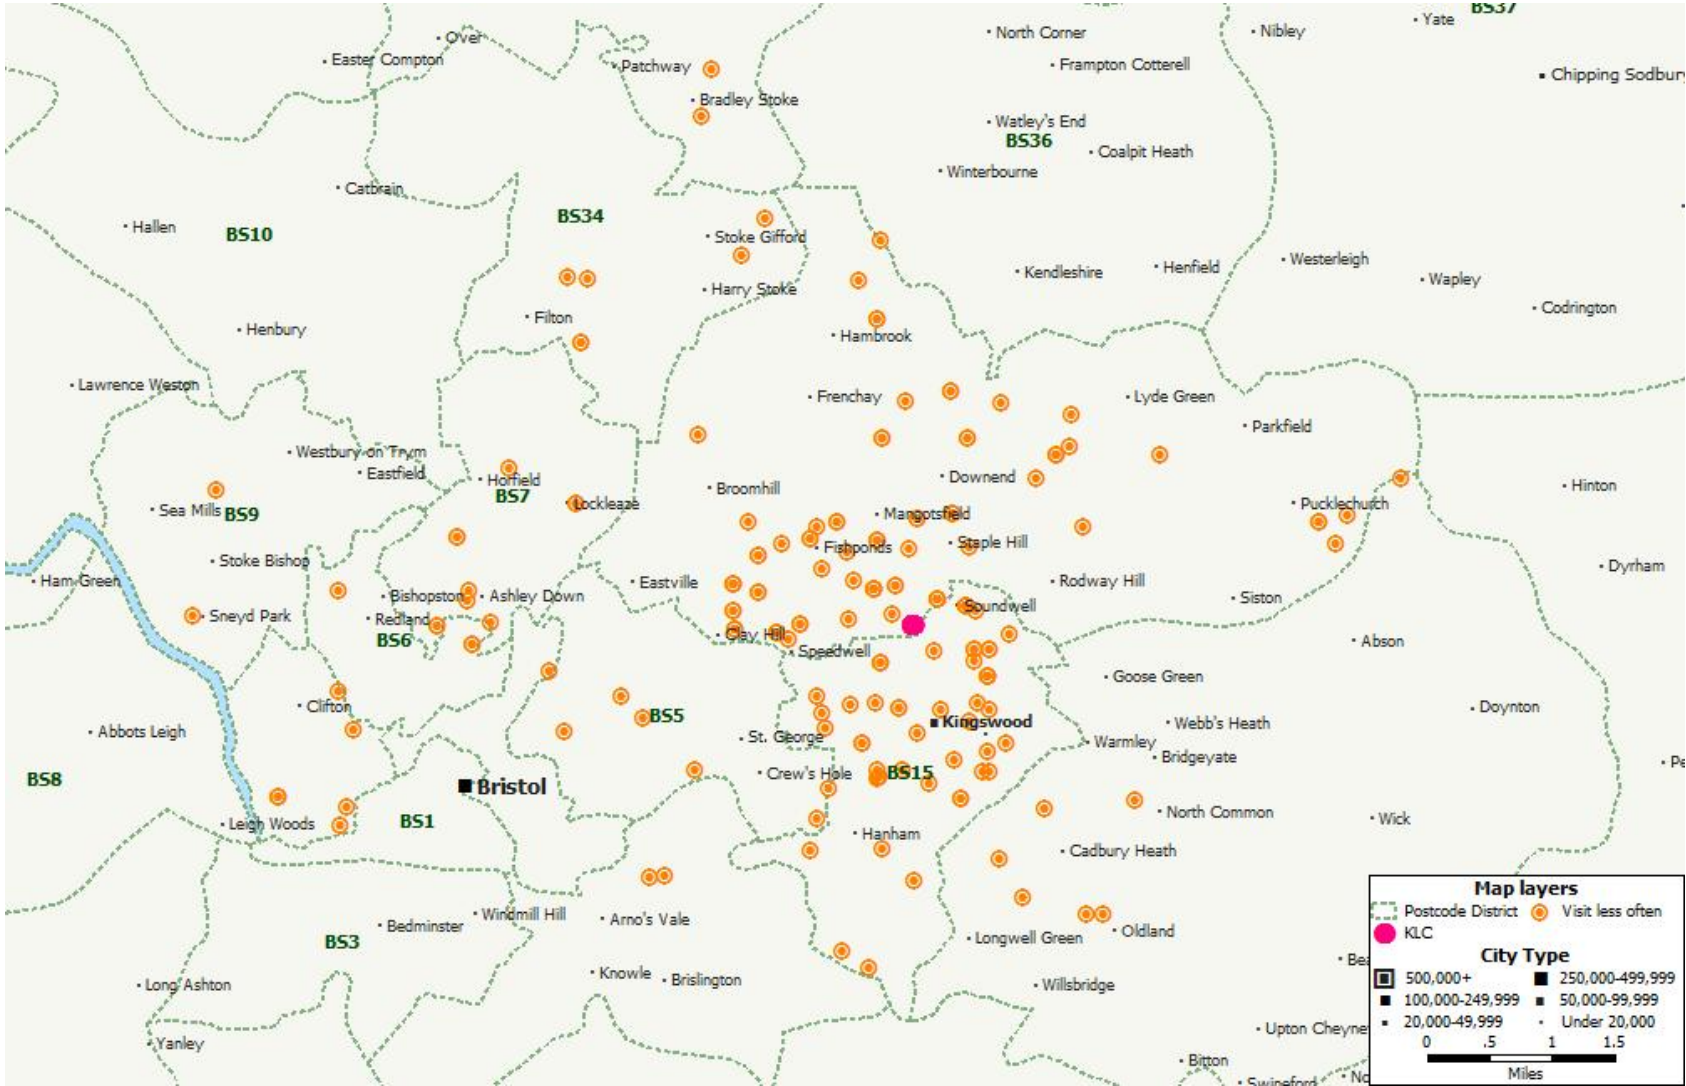 BS37
Yate
North Corner
Nibley
Over
Easter Compton
Patchway
Frampton Cotterell
Chipping Sodbury
Bradley Stoke
Watley's End
BS36
Coalpit Heath
Winterbourne
Catbrain
BS34
Hallen
BS10
Stoke Gifford
Westerleigh
Kendleshire
Henfield
Wapley
Harry Stoke
Codrington
Filton
Henbury
Hambrook
Lawrence Weston
Frenchay
Lyde Green
Parkfield
Westbury on Trym
Eastfield
Horfield
Downend
Broomhill
Hinton
BS7
Lockleaze
Pucklechurch
Sea Mills
BS9
Mangotsfield
Fishponds
Staple Hill
Stoke Bishop
Dyrham
Ham Green
Eastville
Rodway Hill
Bishopston
Ashley Down
Siston
Soundwell
Sneyd Park
Redland
BS6
Clay Hill
Abson
Speedwell
Goose Green
Clifton
Doynton
BS5
Kingswood
Webb's Heath
Abbots Leigh
St. George
Warmley
Bridgeyate
BS8
Crew's Hole
BS15
Bristol
North Common
BS1
Leigh Woods
Wick
Hanham
Cadbury Heath
Map layers
Postcode District
Visit less often
KLC
City Type
500,000+
250,000-499,999
100,000-249,999
50,000-99,999
20,000-49,999
Under 20,000
0 .5 1 1.5
Miles
Windmill Hill
Arno's Vale
Bedminster
Oldland
BS3
Longwell Green
Knowle
Brislington
Long Ashton
Willsbridge
Yanley
Bitton
Swineford